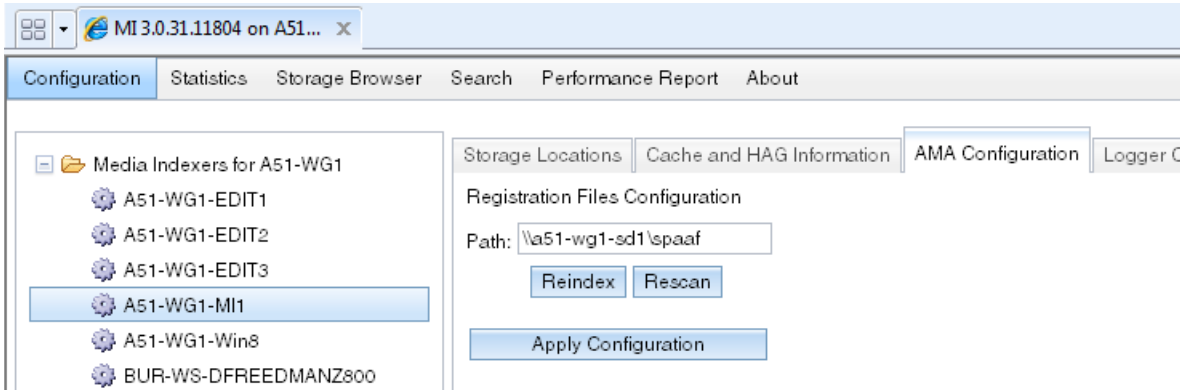 MI 3.0.31.11804 on A51... x
Configuration Statistics Storage Browser Search Performance Report About
Media Indexers for A51-WG1
A51-WG1-EDIT1
A51-WG1-EDIT2
A51-WG1-EDIT3
A51-WG1-MI1
A51-WG1-Win8
BUR-WS-DFREEDMANZ800
Storage Locations Cache and HAG Information AMA Configuration Logger C
Registration Files Configuration
Path: \\a51-wg1-sd1\spaaf
Reindex Rescan
Apply Configuration